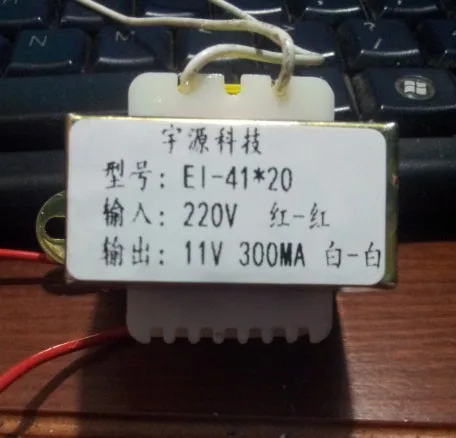 宇源科技
型号: EI-41*20
输入: 220V 红-红
输出: 11V 300MA 白-白